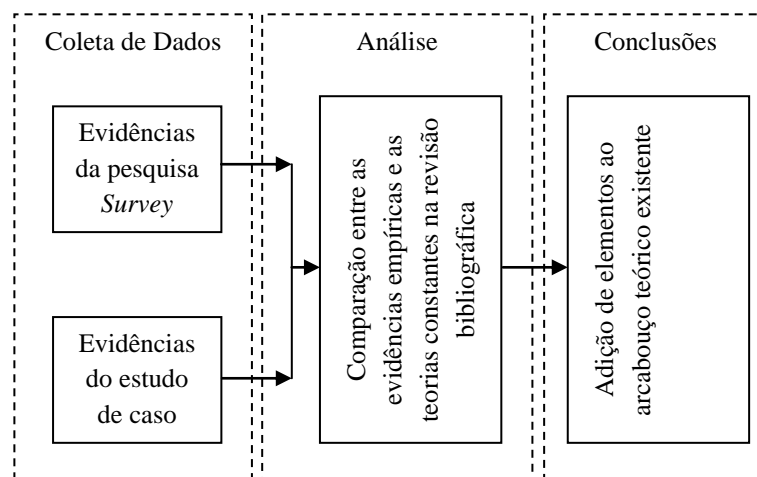 Coleta de Dados
Análise
Conclusões
Evidências
da pesquisa
Survey
Evidências
do estudo
de caso
Comparação entre as
evidências empíricas e as
teorias constantes na revisão
bibliográfica
Adição de elementos ao
arcabouço teórico existente